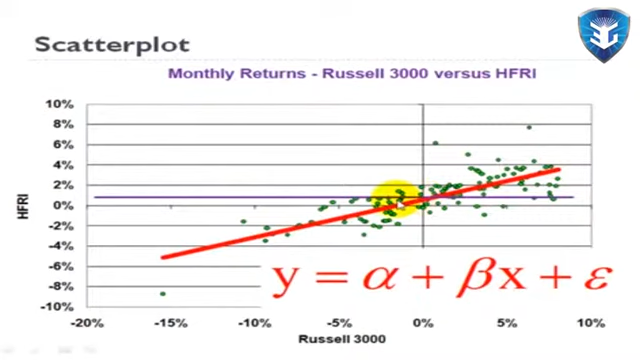 Scatterplot
Monthly Returns - Russell 3000 versus HFRI
10%
8%
6%
4%
2%
0%
-2%
-4%
-6%
-8%
-10%
HFRI
y = α + βx + ε
-20% -15% -10% -5% 0% 5% 10%
Russell 3000